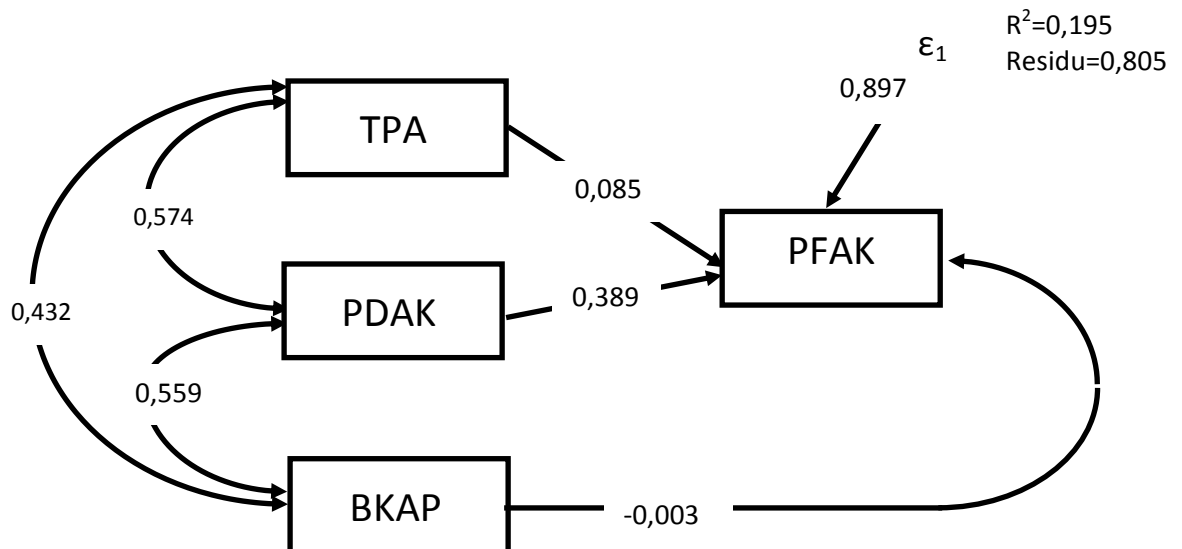 R²=0,195
Residu=0,805
ε₁
0,897
TPA
0,085
0,574
PFAK
PDAK
0,389
0,432
0,559
BKAP
-0,003